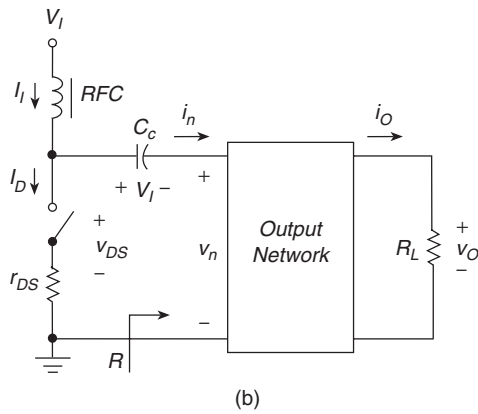 V_I
I_I
RFC
C_c
i_n
i_O
+ V_I −
I_D
+
v_DS
−
r_DS
+
v_n
−
Output
Network
R_L
+
v_O
−
R
(b)